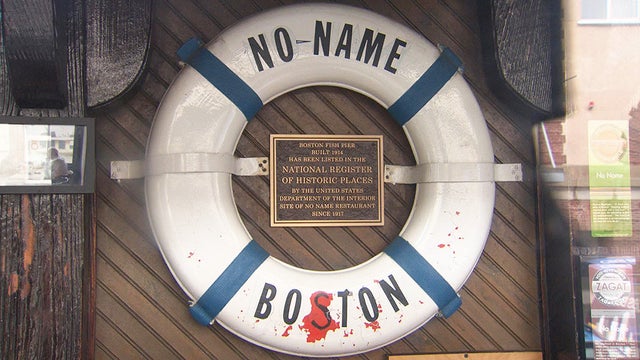 NO-NAME
BOSTON
BOSTON FISH PIER
BUILT 1914
HAS BEEN LISTED IN THE
NATIONAL REGISTER
OF HISTORIC PLACES
BY THE UNITED STATES
DEPARTMENT OF THE INTERIOR
SITE OF NO NAME RESTAURANT
SINCE 1917
No Name
ZAGAT